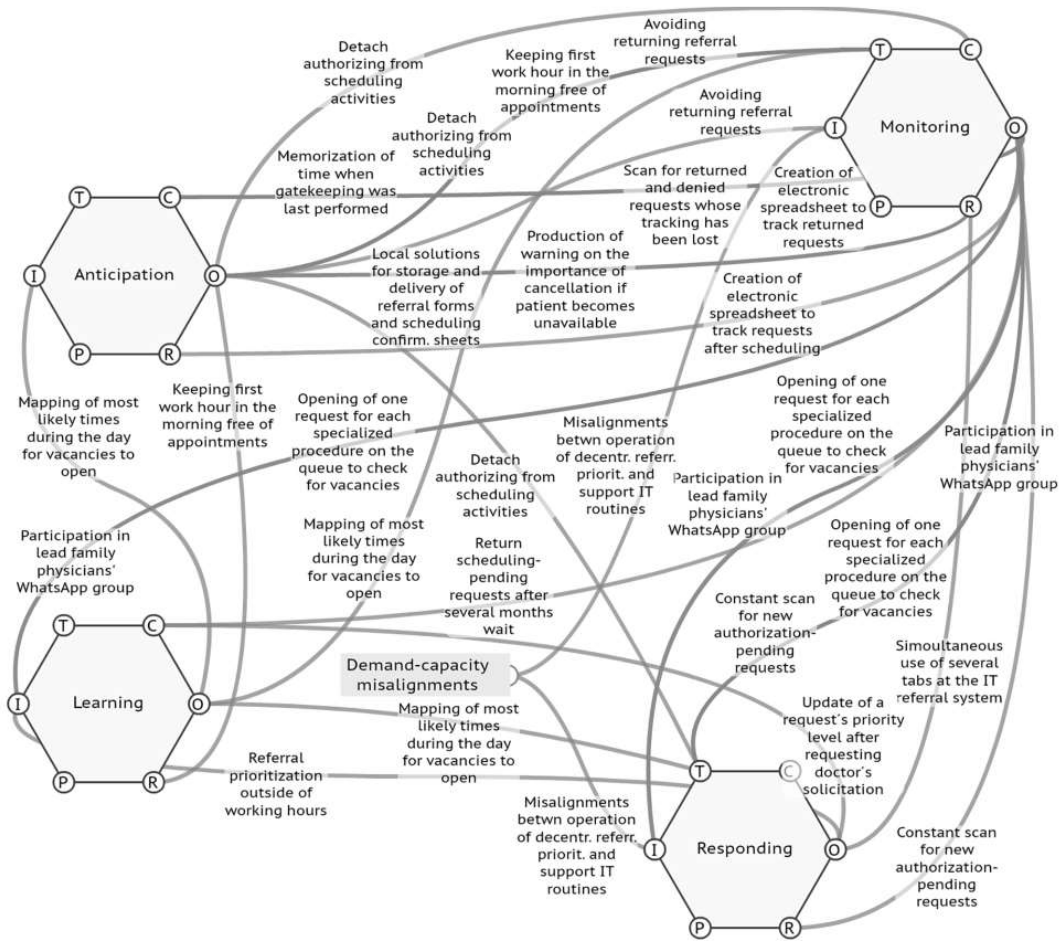 Detach
authorizing from
scheduling
activities
Keeping first
work hour in the
morning free of
appointments
Avoiding
returning referral
requests
T
C
Detach
authorizing from
scheduling
activities
Avoiding
returning referral
requests
I
Monitoring
O
Memorization of
time when
gatekeeping was
last performed
Scan for returned
and denied
requests whose
tracking has
been lost
Creation of
electronic
spreadsheet to
track returned
requests
P
R
T
C
I
Anticipation
O
P
R
Local solutions
for storage and
delivery of
referral forms
and scheduling
confirm. sheets
Production of
warning on the
importance of
cancellation if
patient becomes
unavailable
Creation of
electronic
spreadsheet to
track requests
after scheduling
Mapping of most
likely times
during the day
for vacancies to
open
Keeping first
work hour in the
morning free of
appointments
Opening of one
request for each
specialized
procedure on the
queue to check
for vacancies
Detach
authorizing from
scheduling
activities
Misalignments
betwn operation
of decentr. referr.
priorit. and
support IT
routines
Opening of one
request for each
specialized
procedure on the
queue to check
for vacancies
Participation in
lead family
physicians'
WhatsApp group
Participation in
lead family
physicians'
WhatsApp group
Participation in
lead family
physicians'
WhatsApp group
Mapping of most
likely times
during the day
for vacancies to
open
Return
scheduling-
pending
requests after
several months
wait
Opening of one
request for each
specialized
procedure on the
queue to check
for vacancies
Constant scan
for new
authorization-
pending
requests
Simoultaneous
use of several
tabs at the IT
referral system
T
C
I
Learning
O
P
R
Demand-capacity
misalignments
Mapping of most
likely times
during the day
for vacancies to
open
Update of a
request´s priority
level after
requesting
doctor´s
solicitation
Referral
prioritization
outside of
working hours
Misalignments
betwn operation
of decentr. referr.
priorit. and
support IT
routines
T
C
I
Responding
O
P
R
Constant scan
for new
authorization-
pending
requests